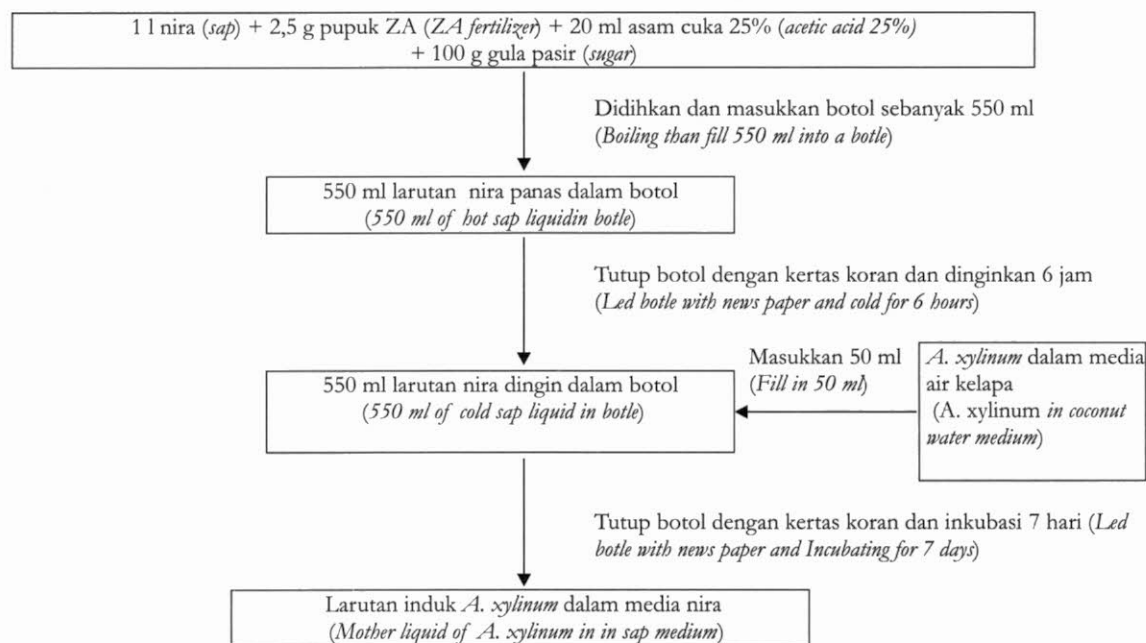 1 l nira (sap) + 2,5 g pupuk ZA (ZA fertilizer) + 20 ml asam cuka 25% (acetic acid 25%)
+ 100 g gula pasir (sugar)
Didihkan dan masukkan botol sebanyak 550 ml
(Boiling than fill 550 ml into a botle)
550 ml larutan nira panas dalam botol
(550 ml of hot sap liquidin botle)
Tutup botol dengan kertas koran dan dinginkan 6 jam
(Led botle with news paper and cold for 6 hours)
Masukkan 50 ml
(Fill in 50 ml)
A. xylinum dalam media
air kelapa
(A. xylinum in coconut
water medium)
550 ml larutan nira dingin dalam botol
(550 ml of cold sap liquid in botle)
Tutup botol dengan kertas koran dan inkubasi 7 hari (Led
botle with news paper and Incubating for 7 days)
Larutan induk A. xylinum dalam media nira
(Mother liquid of A. xylinum in in sap medium)